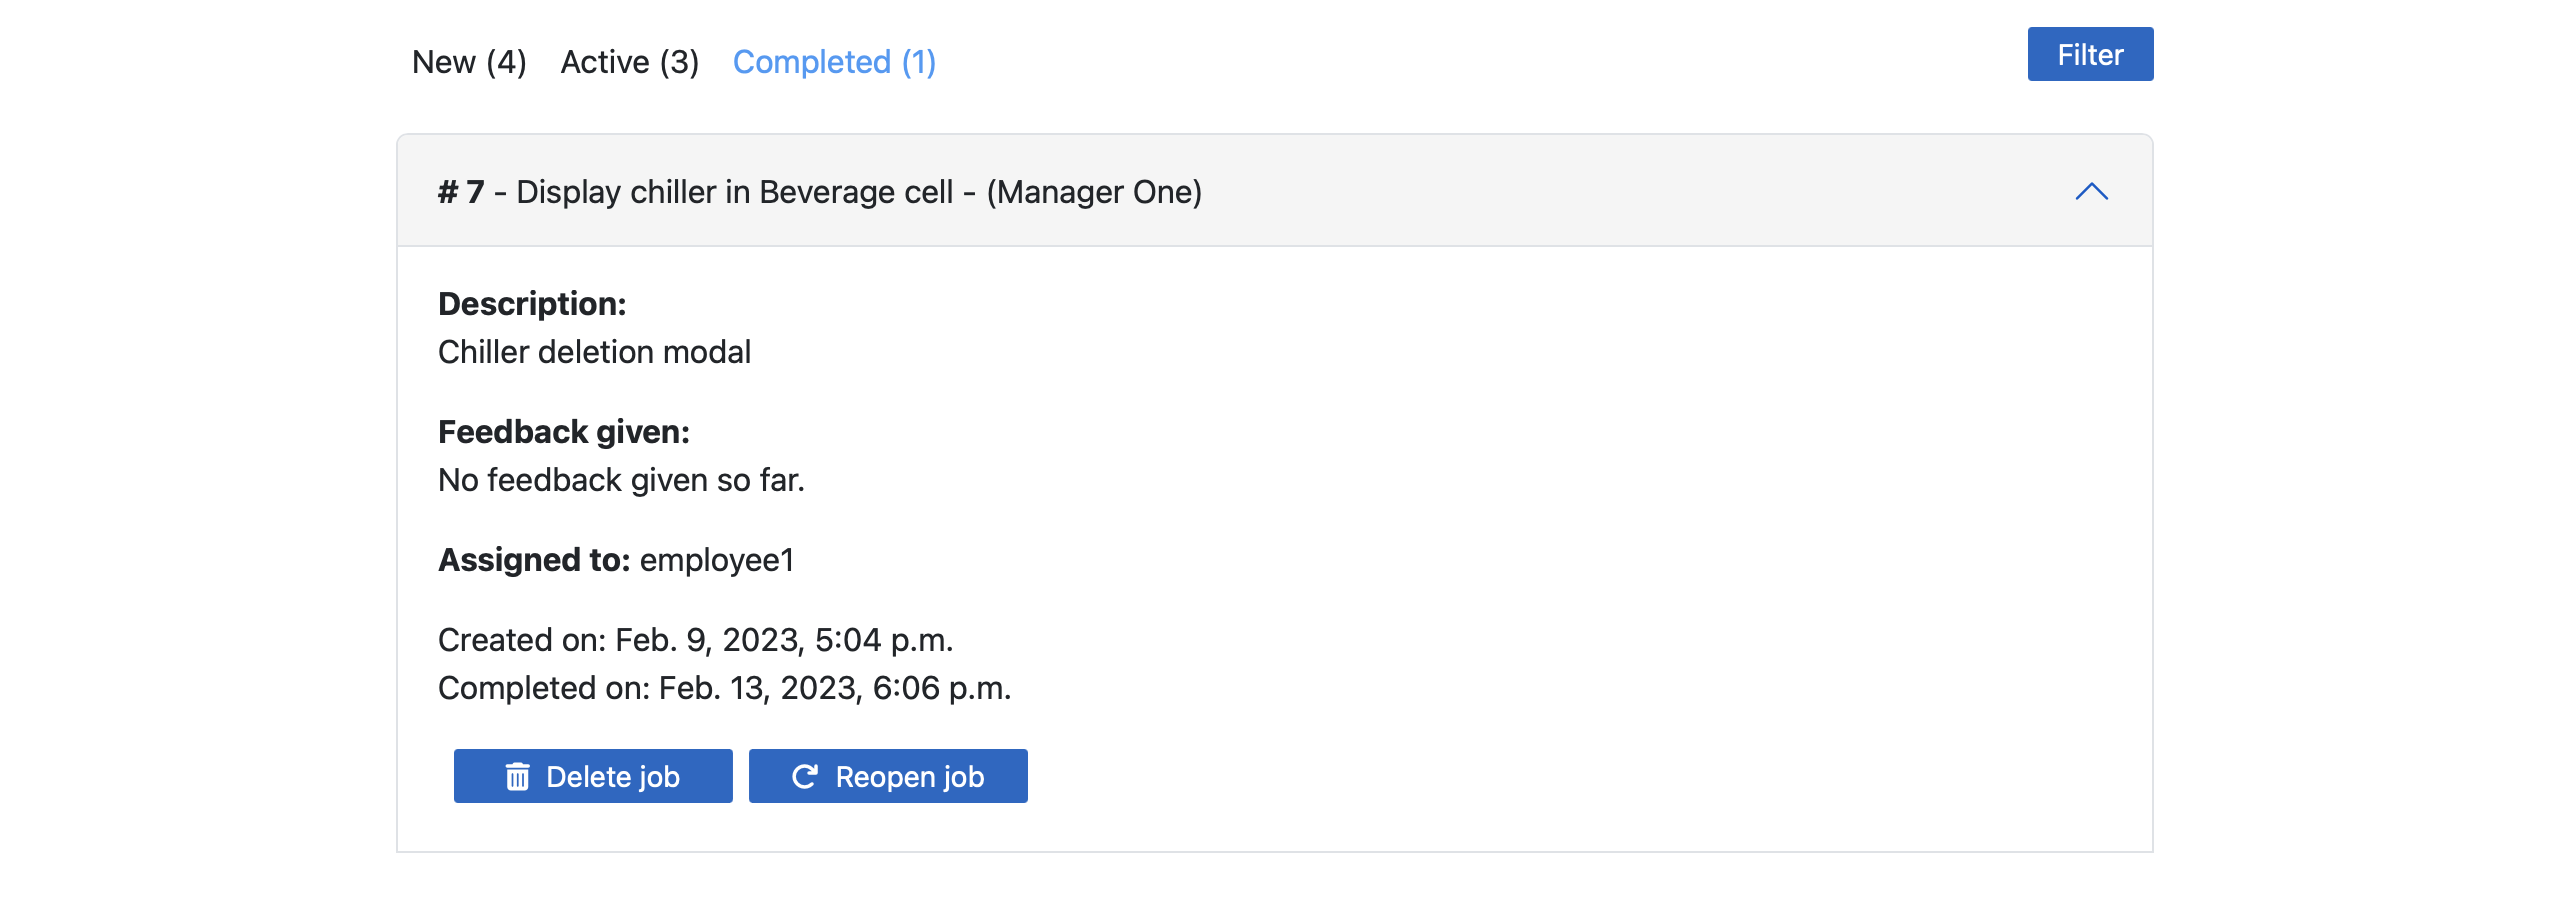 New (4) Active (3) Completed (1) Filter
# 7 - Display chiller in Beverage cell - (Manager One)
Description:
Chiller deletion modal
Feedback given:
No feedback given so far.
Assigned to: employee1
Created on: Feb. 9, 2023, 5:04 p.m.
Completed on: Feb. 13, 2023, 6:06 p.m.
Delete job Reopen job